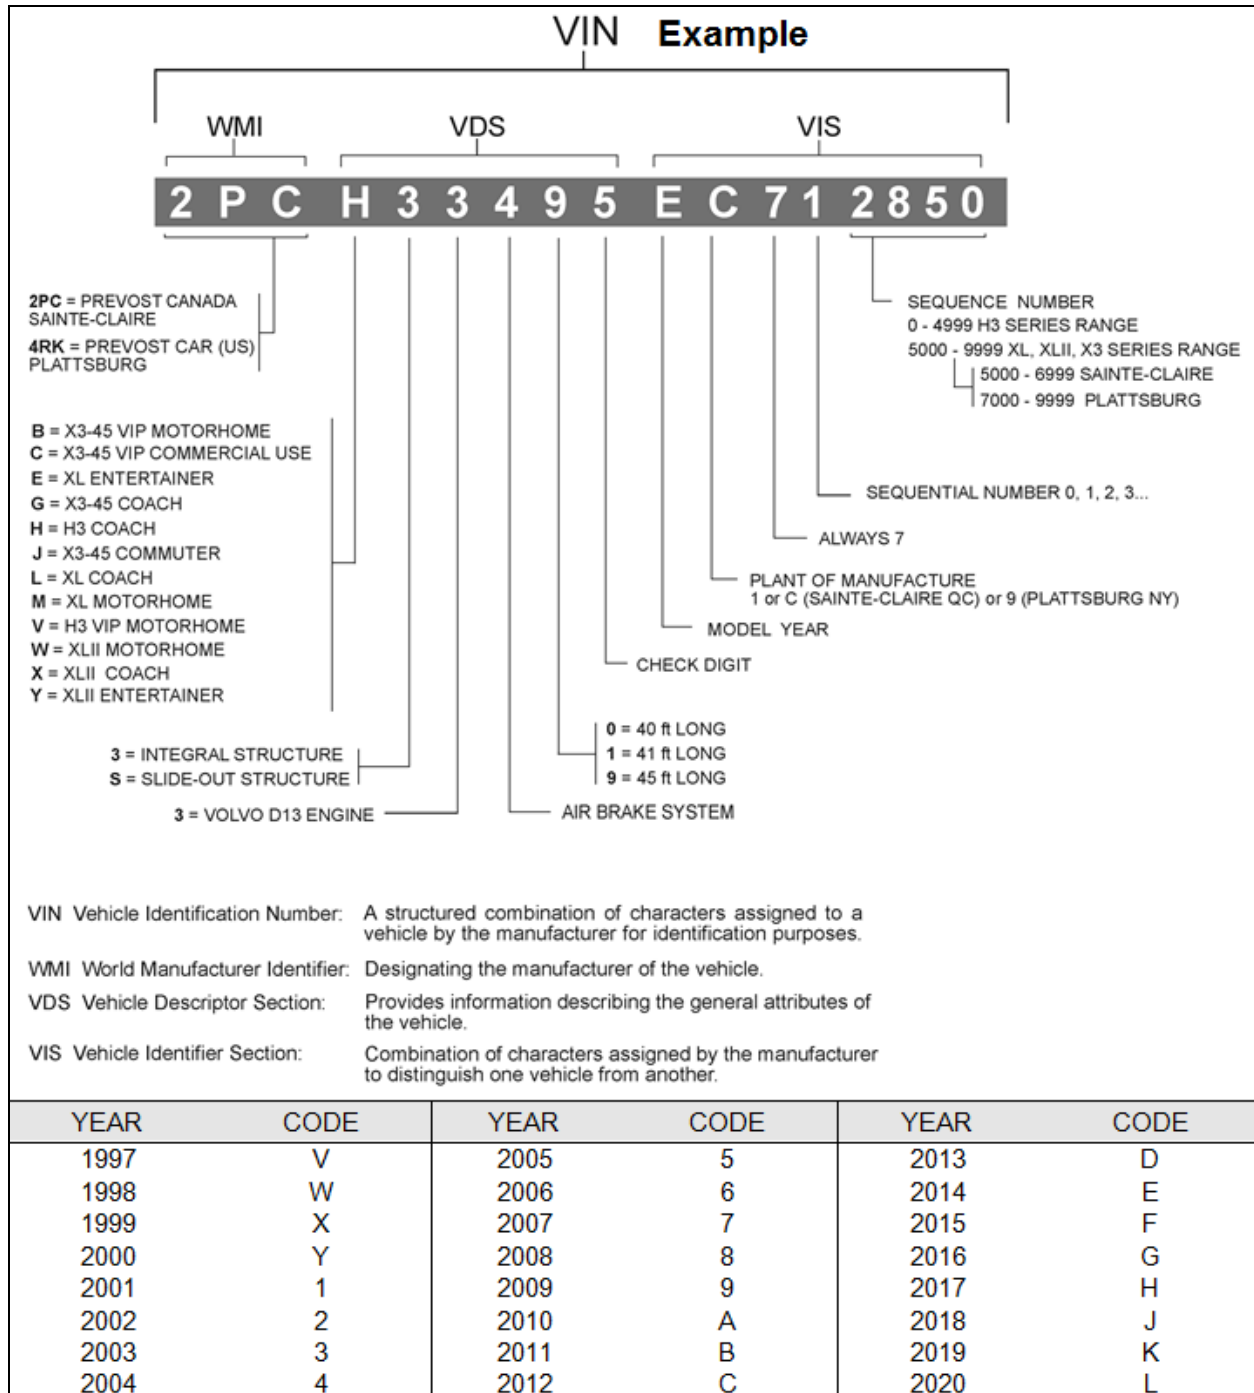 VIN Example
WMI VDS VIS
2 P C H 3 3 4 9 5 E C 7 1 2 8 5 0
2PC = PREVOST CANADA
SAINTE-CLAIRE
4RK = PREVOST CAR (US)
PLATTSBURG
SEQUENCE NUMBER
0 - 4999 H3 SERIES RANGE
5000 - 9999 XL, XLII, X3 SERIES RANGE
5000 - 6999 SAINTE-CLAIRE
7000 - 9999 PLATTSBURG
B = X3-45 VIP MOTORHOME
C = X3-45 VIP COMMERCIAL USE
E = XL ENTERTAINER
G = X3-45 COACH
H = H3 COACH
J = X3-45 COMMUTER
L = XL COACH
M = XL MOTORHOME
V = H3 VIP MOTORHOME
W = XLII MOTORHOME
X = XLII COACH
Y = XLII ENTERTAINER
SEQUENTIAL NUMBER 0, 1, 2, 3...
ALWAYS 7
PLANT OF MANUFACTURE
1 or C (SAINTE-CLAIRE QC) or 9 (PLATTSBURG NY)
MODEL YEAR
CHECK DIGIT
0 = 40 ft LONG
1 = 41 ft LONG
9 = 45 ft LONG
3 = INTEGRAL STRUCTURE
S = SLIDE-OUT STRUCTURE
3 = VOLVO D13 ENGINE
AIR BRAKE SYSTEM
VIN Vehicle Identification Number: A structured combination of characters assigned to a
vehicle by the manufacturer for identification purposes.
WMI World Manufacturer Identifier: Designating the manufacturer of the vehicle.
VDS Vehicle Descriptor Section: Provides information describing the general attributes of
the vehicle.
VIS Vehicle Identifier Section: Combination of characters assigned by the manufacturer
to distinguish one vehicle from another.
YEAR CODE YEAR CODE YEAR CODE
1997 V 2005 5 2013 D
1998 W 2006 6 2014 E
1999 X 2007 7 2015 F
2000 Y 2008 8 2016 G
2001 1 2009 9 2017 H
2002 2 2010 A 2018 J
2003 3 2011 B 2019 K
2004 4 2012 C 2020 L